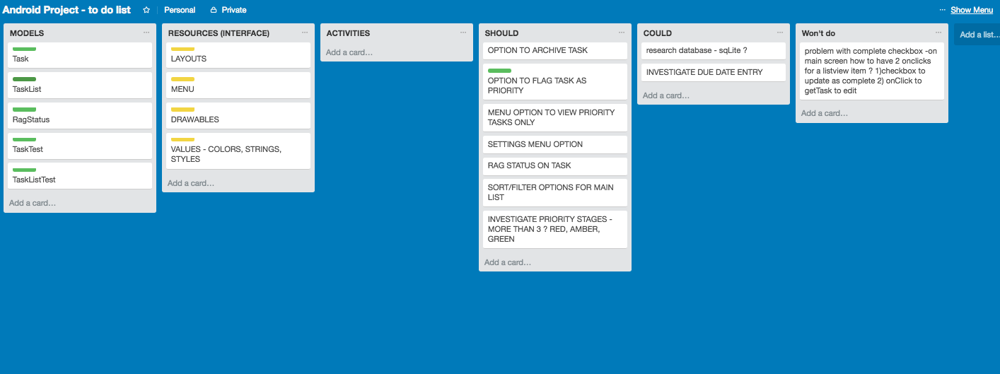 Android Project - to do list
Personal
Private
... Show Menu
MODELS
Task
TaskList
RagStatus
TaskTest
TaskListTest
Add a card...
RESOURCES (INTERFACE)
LAYOUTS
MENU
DRAWABLES
VALUES - COLORS, STRINGS,
STYLES
Add a card...
ACTIVITIES
Add a card...
SHOULD
OPTION TO ARCHIVE TASK
OPTION TO FLAG TASK AS
PRIORITY
MENU OPTION TO VIEW PRIORITY
TASKS ONLY
SETTINGS MENU OPTION
RAG STATUS ON TASK
SORT/FILTER OPTIONS FOR MAIN
LIST
INVESTIGATE PRIORITY STAGES -
MORE THAN 3 ? RED, AMBER,
GREEN
Add a card...
COULD
research database - sqLite ?
INVESTIGATE DUE DATE ENTRY
Add a card...
Won't do
problem with complete checkbox -on
main screen how to have 2 onclicks
for a listview item ? 1)checkbox to
update as complete 2) onClick to
getTask to edit
Add a card...
Add a list...